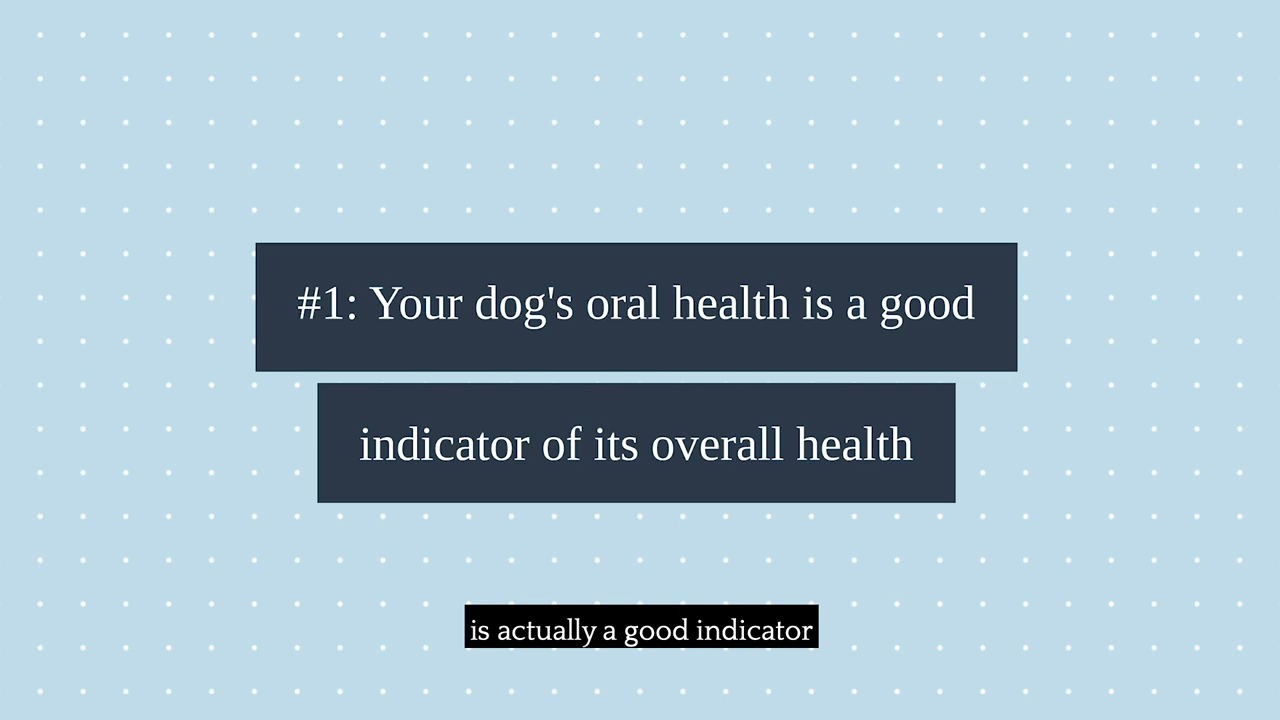 #1: Your dog's oral health is a good
indicator of its overall health
is actually a good indicator